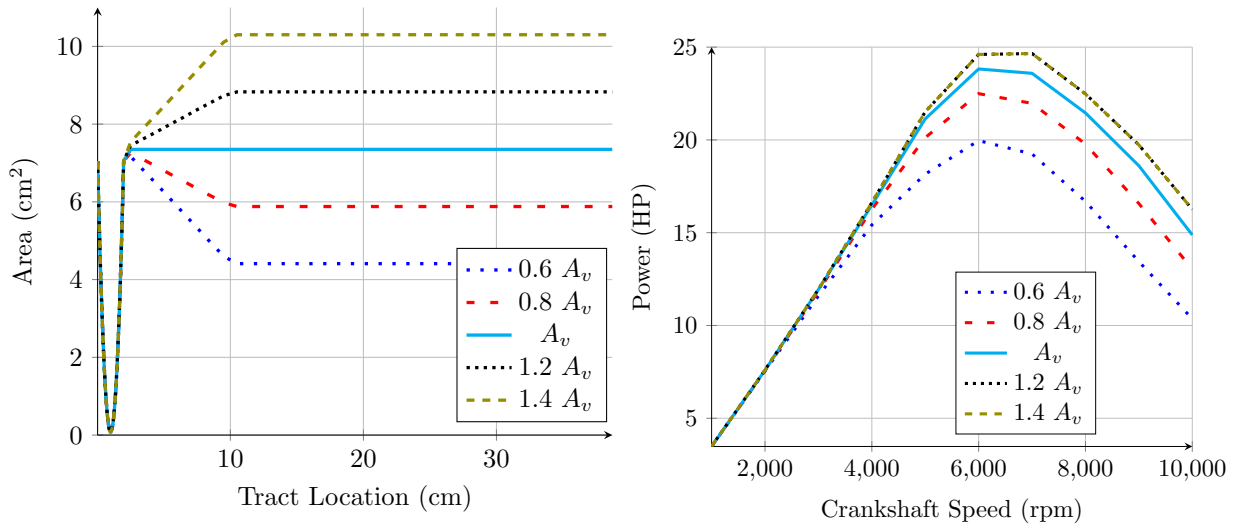 10
8
6
4
2
0
10
20
30
Area (cm²)
Tract Location (cm)
0.6 A_v
0.8 A_v
A_v
1.2 A_v
1.4 A_v
25
20
15
10
5
2,000
4,000
6,000
8,000
10,000
Power (HP)
Crankshaft Speed (rpm)
0.6 A_v
0.8 A_v
A_v
1.2 A_v
1.4 A_v